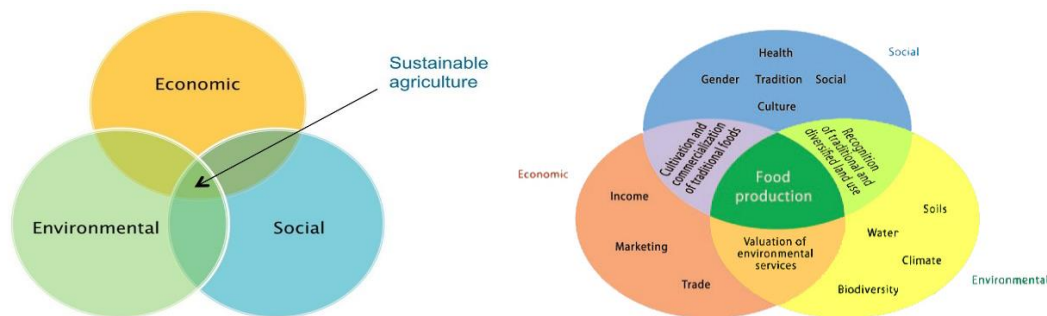 Economic
Sustainable
agriculture
Environmental
Social
Health
Social
Gender Tradition Social
Culture
Cultivation and
commercialization
of traditional foods
Recognition
of traditional and
diversified land use
Economic
Food
production
Income
Soils
Water
Marketing
Valuation of
environmental
services
Climate
Trade
Biodiversity
Environmental